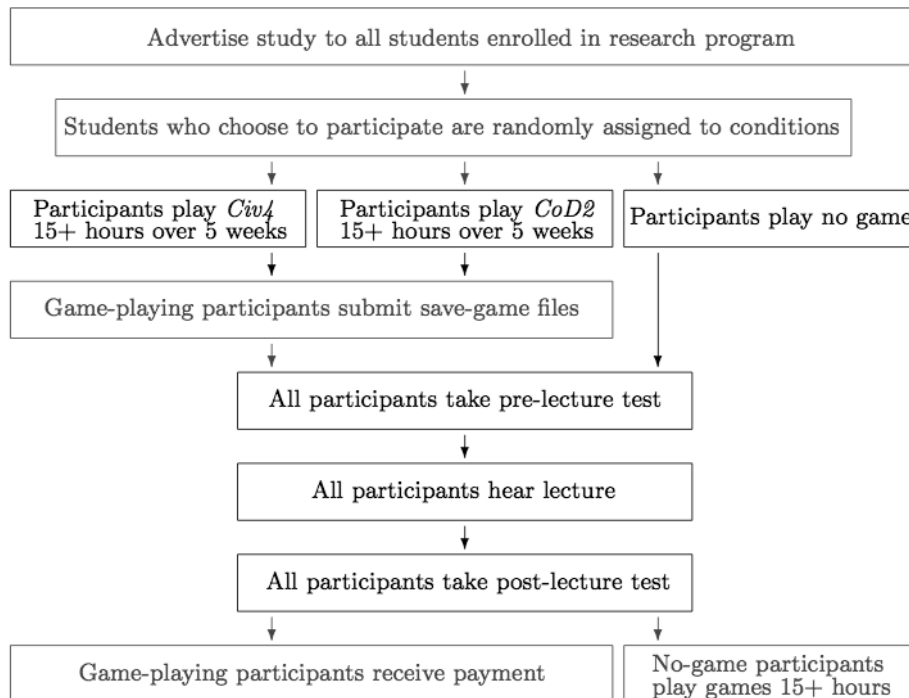 Advertise study to all students enrolled in research program
Students who choose to participate are randomly assigned to conditions
Participants play Civ4
15+ hours over 5 weeks
Participants play CoD2
15+ hours over 5 weeks
Participants play no game
Game-playing participants submit save-game files
All participants take pre-lecture test
All participants hear lecture
All participants take post-lecture test
Game-playing participants receive payment
No-game participants
play games 15+ hours